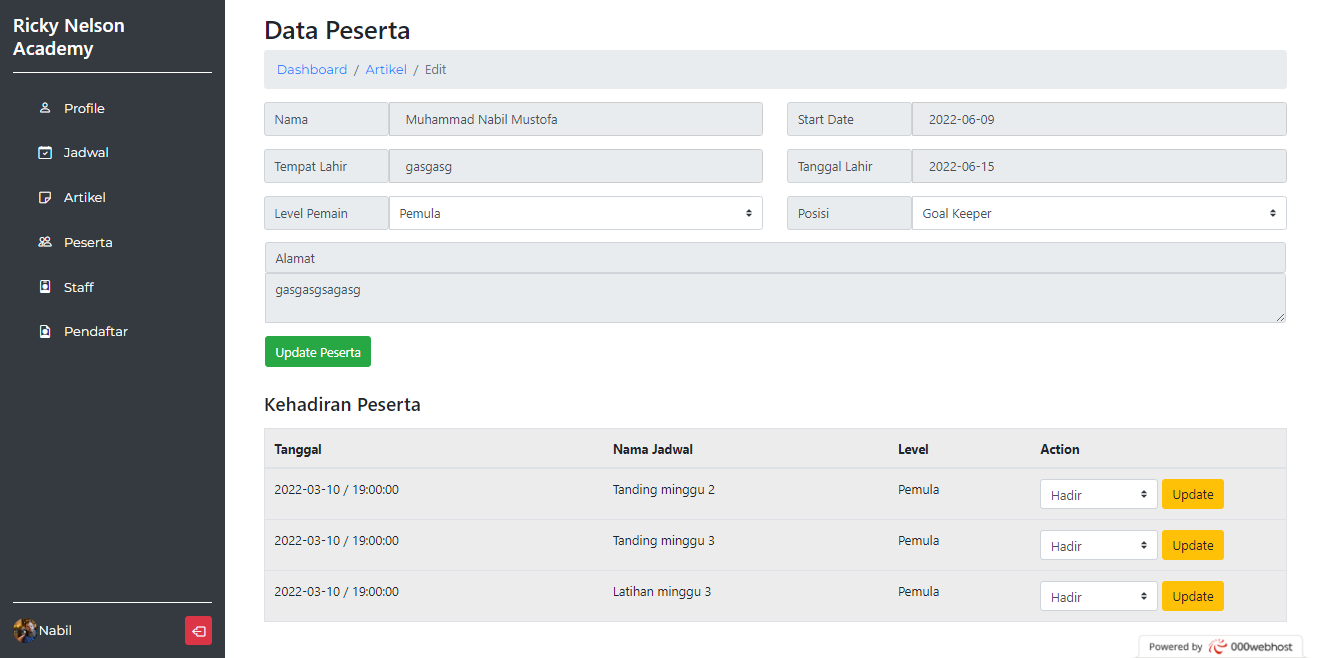 Ricky Nelson
Academy
Profile
Jadwal
Artikel
Peserta
Staff
Pendaftar
Nabil
Data Peserta
Dashboard / Artikel / Edit
Nama Muhammad Nabil Mustofa Start Date 2022-06-09
Tempat Lahir gasgasg Tanggal Lahir 2022-06-15
Level Pemain Pemula Posisi Goal Keeper
Alamat
gasgasgsagasg
Update Peserta
Kehadiran Peserta
Tanggal Nama Jadwal Level Action
2022-03-10 / 19:00:00 Tanding minggu 2 Pemula Hadir Update
2022-03-10 / 19:00:00 Tanding minggu 3 Pemula Hadir Update
2022-03-10 / 19:00:00 Latihan minggu 3 Pemula Hadir Update
Powered by 000webhost